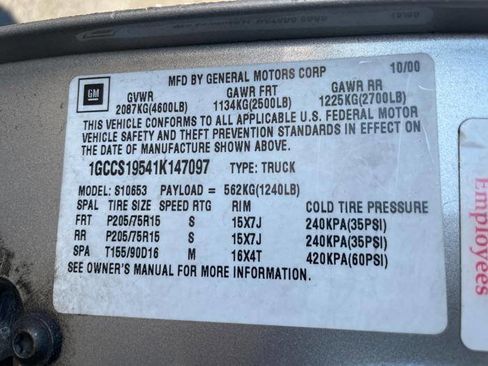 MFD BY GENERAL MOTORS CORP 10/00
GM GVWR GAWR FRT GAWR RR
2087KG(4600LB) 1134KG(2500LB) 1225KG(2700LB)
THIS VEHICLE CONFORMS TO ALL APPLICABLE U.S. FEDERAL MOTOR
VEHICLE SAFETY AND THEFT PREVENTION STANDARDS IN EFFECT ON
THE DATE OF MANUFACTURE SHOWN ABOVE.
1GCCS19541K147097 TYPE: TRUCK
MODEL: S10653 PAYLOAD = 562KG(1240LB)
SPAL TIRE SIZE SPEED RTG RIM COLD TIRE PRESSURE
FRT P205/75R15 S 15X7J 240KPA(35PSI)
RR P205/75R15 S 15X7J 240KPA(35PSI)
SPA T155/90D16 M 16X4T 420KPA(60PSI)
SEE OWNER'S MANUAL FOR MORE INFORMATION.
Employees